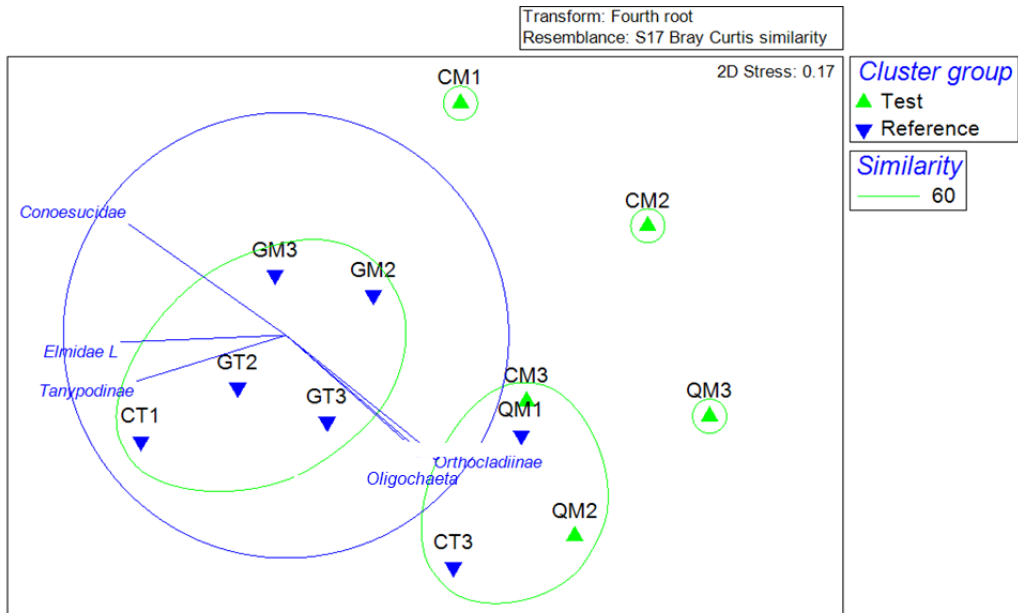 Transform: Fourth root
Resemblance: S17 Bray Curtis similarity
2D Stress: 0.17
Cluster group
Test
Reference
Similarity
60
CM1
CM2
Conoesucidae
GM3
GM2
Elmidae L
Tanypodinae
GT2
GT3
CT1
CM3
QM1
QM3
Orthocladiinae
Oligochaeta
QM2
CT3